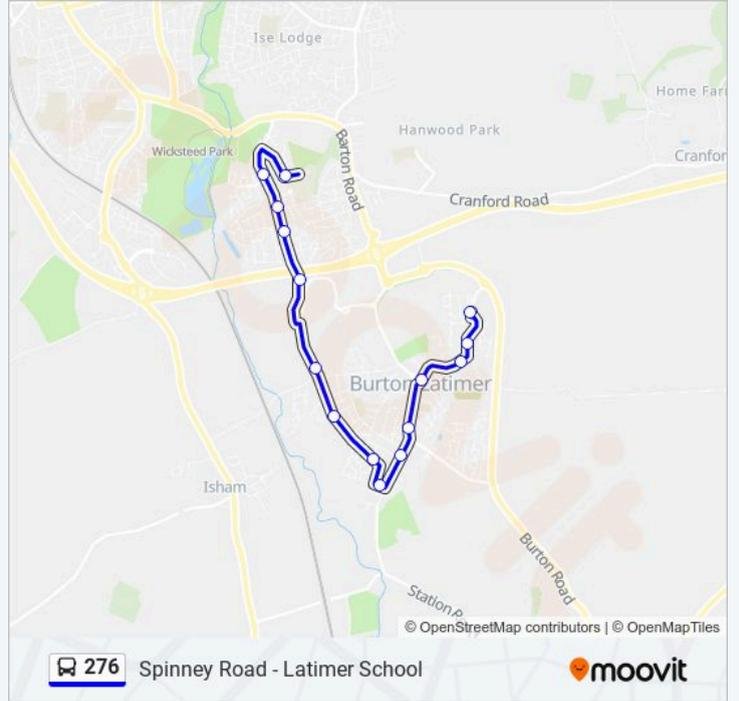 Ise Lodge
Home Farm
Hanwood Park
Wicksteed Park
Barton Road
Cranfor
Cranford Road
Burton Latimer
Isham
Burton Road
Station R
© OpenStreetMap contributors | © OpenMapTiles
276 Spinney Road - Latimer School
moovit